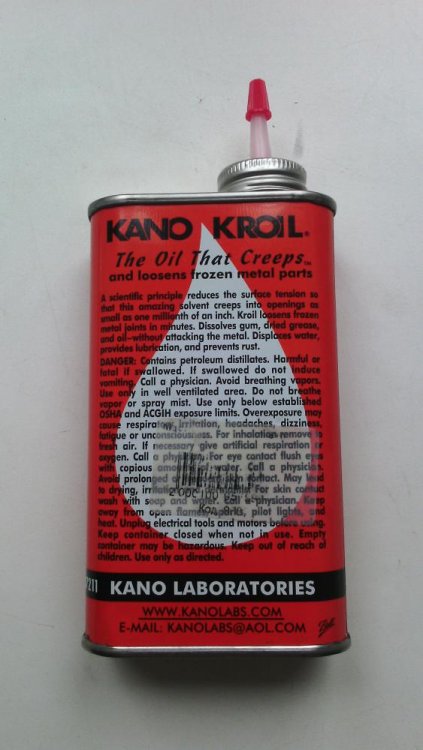 KANO KROIL®
The Oil That Creeps™
and loosens frozen metal parts
A scientific principle reduces the surface tension so
that this amazing solvent creeps into openings as
small as one millionth of an inch. Kroil loosens frozen
metal joints in minutes. Dissolves gum, dried grease,
and oil—without attacking the metal. Displaces water,
provides lubrication, and prevents rust.
DANGER: Contains petroleum distillates. Harmful or
fatal if swallowed. If swallowed do not induce
vomiting. Call a physician. Avoid breathing vapors.
Use only in well ventilated area. Do not breathe
vapor or spray mist. Use only below established
OSHA and ACGIH exposure limits. Overexposure may
cause respiratory irritation, headaches, dizziness,
fatigue or unconsciousness. For inhalation remove to
fresh air. If necessary give artificial respiration or
oxygen. Call a physician. For eye contact flush
with copious amounts of water. Call a physician.
Avoid prolonged contact. May lead
to drying, irritation, For skin contact
wash with soap and water. Call a physician. Keep
away from open flames, pilot lights, and
heat. Unplug electrical tools and motors before using.
Keep container closed when not in use. Empty
container may be hazardous. Keep out of reach of
children. Use only as directed.
KANO LABORATORIES
WWW.KANOLABS.COM
E-MAIL: KANOLABS@AOL.COM